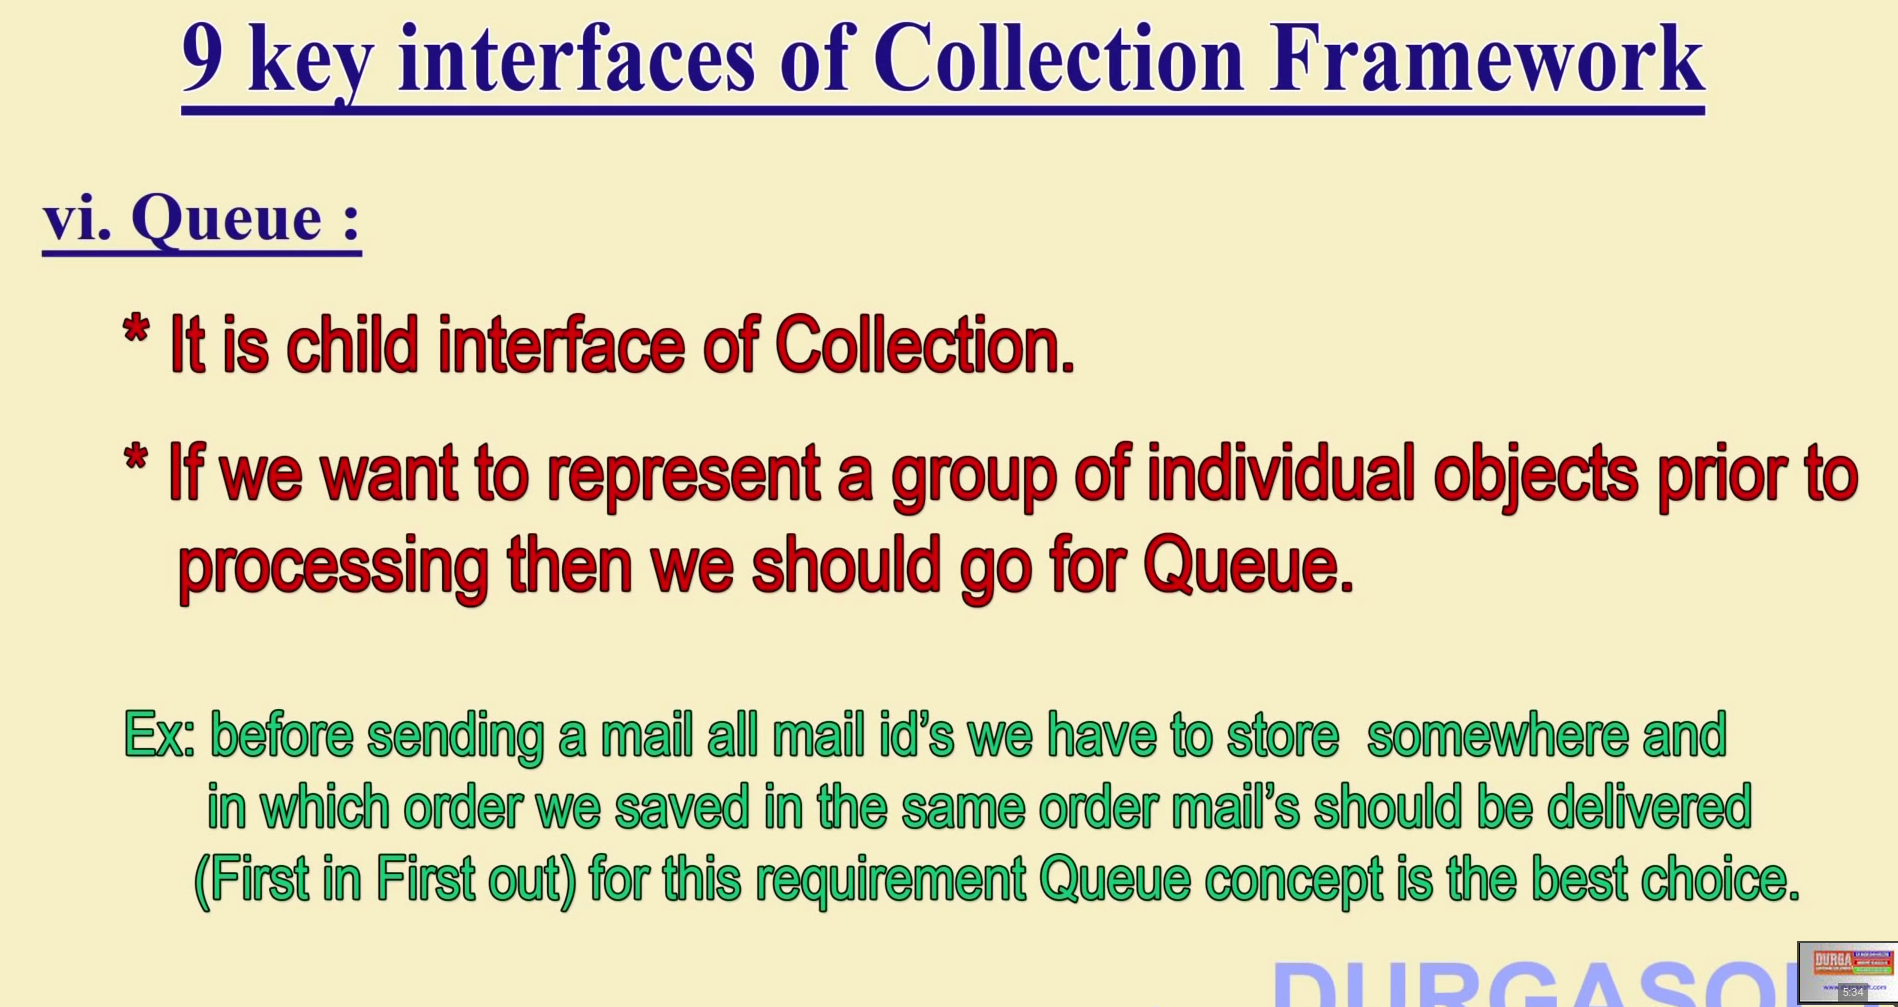 9 key interfaces of Collection Framework
vi. Queue :
* It is child interface of Collection.
* If we want to represent a group of individual objects prior to
processing then we should go for Queue.
Ex: before sending a mail all mail id’s we have to store somewhere and
in which order we saved in the same order mail’s should be delivered
(First in First out) for this requirement Queue concept is the best choice.
DURGA
5:34